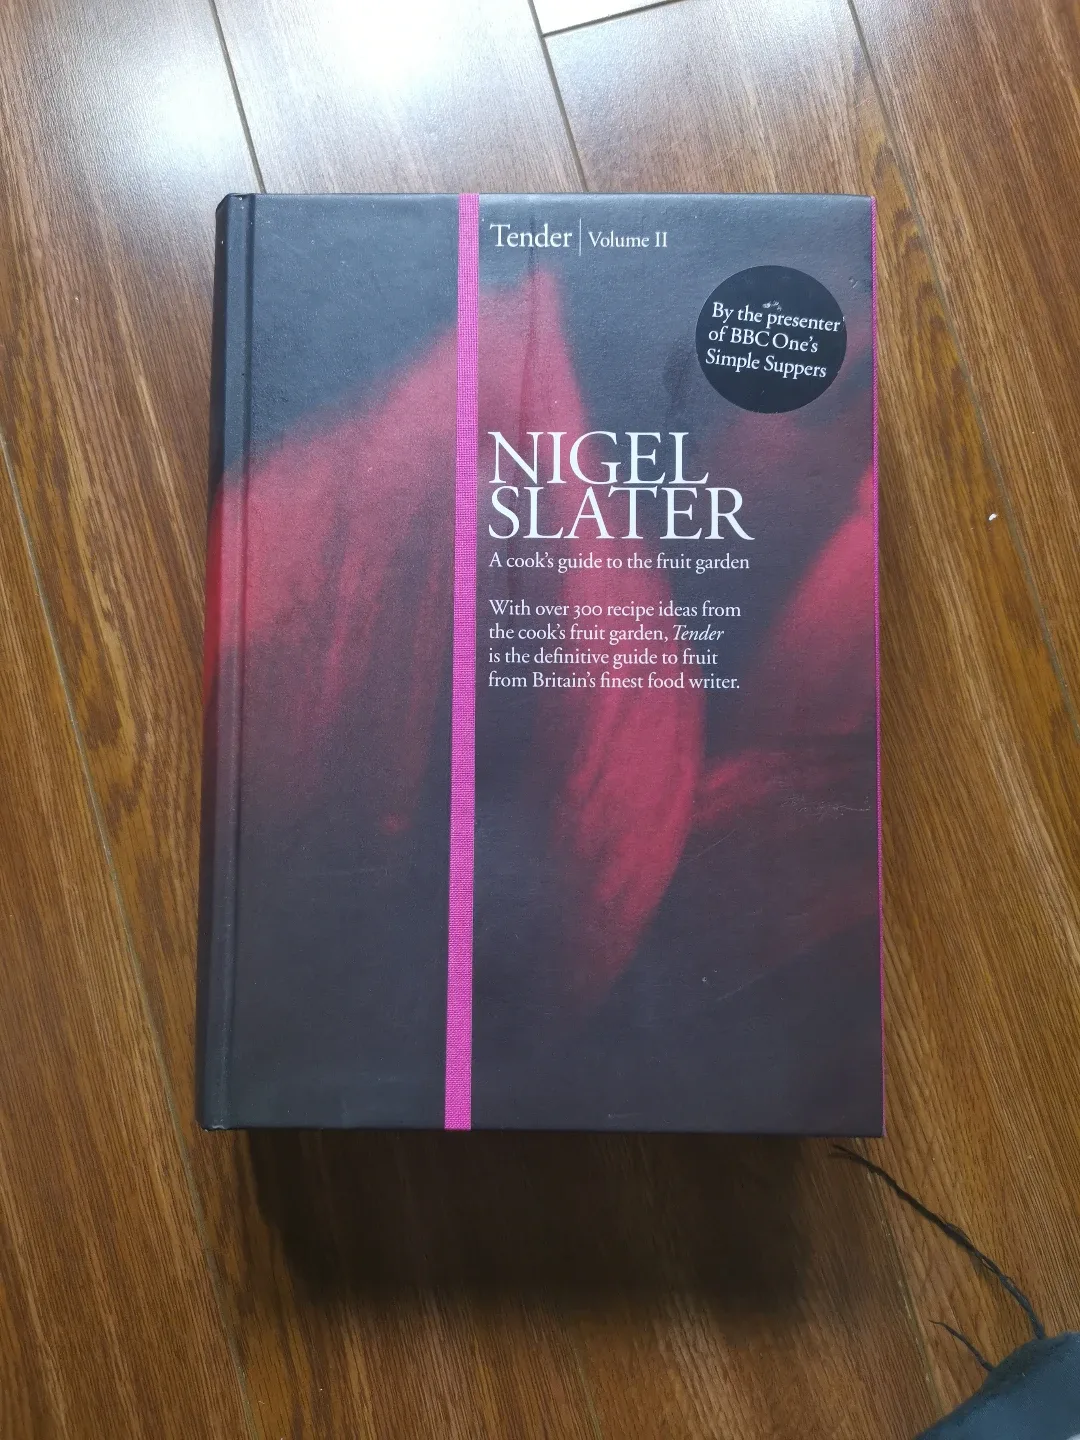 Tender | Volume II
By the presenter
of BBC One's
Simple Suppers
NIGEL
SLATER
A cook's guide to the fruit garden
With over 300 recipe ideas from
the cook's fruit garden, Tender
is the definitive guide to fruit
from Britain's finest food writer.